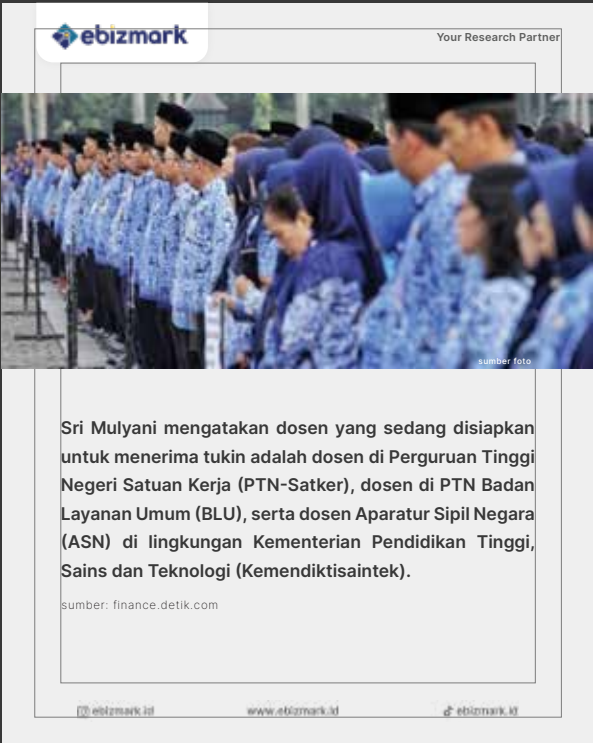 ebizmark
Your Research Partner
sumber foto
Sri Mulyani mengatakan dosen yang sedang disiapkan
untuk menerima tukin adalah dosen di Perguruan Tinggi
Negeri Satuan Kerja (PTN-Satker), dosen di PTN Badan
Layanan Umum (BLU), serta dosen Aparatur Sipil Negara
(ASN) di lingkungan Kementerian Pendidikan Tinggi,
Sains dan Teknologi (Kemendiktisaintek).
sumber: finance.detik.com
ebizmark.id
www.ebizmark.id
ebizmark.id